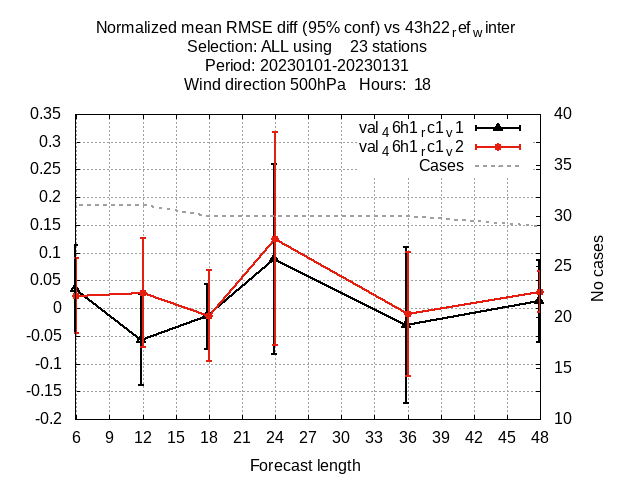 Normalized mean RMSE diff (95% conf) vs 43h22ᵣef_winter
Selection: ALL using 23 stations
Period: 20230101-20230131
Wind direction 500hPa Hours: 18
val₄6h1ᵣc1ᵥ1
val₄6h1ᵣc1ᵥ2
Cases
0.35
0.3
0.25
0.2
0.15
0.1
0.05
0
-0.05
-0.1
-0.15
-0.2
40
35
30
25
20
15
10
No cases
6 9 12 15 18 21 24 27 30 33 36 39 42 45 48
Forecast length